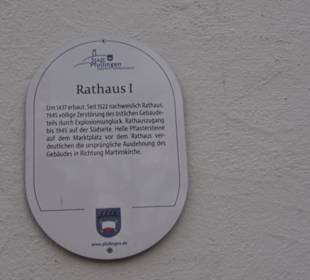 Stadt
Pfullingen
Rathaus I
Um 1437 erbaut. Seit 1522 nachweislich Rathaus.
1945 völlige Zerstörung des östlichen Gebäude-
teils durch Explosionsunglück. Rathauszugang
bis 1945 auf der Südseite. Helle Pflastersteine
auf dem Marktplatz vor dem Rathaus ver-
deutlichen die ursprüngliche Ausdehnung des
Gebäudes in Richtung Martinskirche.
www.pfullingen.de